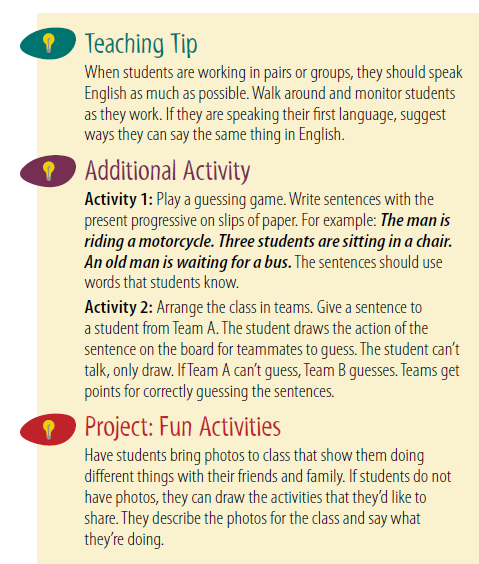 Teaching Tip
When students are working in pairs or groups, they should speak
English as much as possible. Walk around and monitor students
as they work. If they are speaking their first language, suggest
ways they can say the same thing in English.
Additional Activity
Activity 1: Play a guessing game. Write sentences with the
present progressive on slips of paper. For example: The man is
riding a motorcycle. Three students are sitting in a chair.
An old man is waiting for a bus. The sentences should use
words that students know.
Activity 2: Arrange the class in teams. Give a sentence to
a student from Team A. The student draws the action of the
sentence on the board for teammates to guess. The student can't
talk, only draw. If Team A can't guess, Team B guesses. Teams get
points for correctly guessing the sentences.
Project: Fun Activities
Have students bring photos to class that show them doing
different things with their friends and family. If students do not
have photos, they can draw the activities that they'd like to
share. They describe the photos for the class and say what
they're doing.